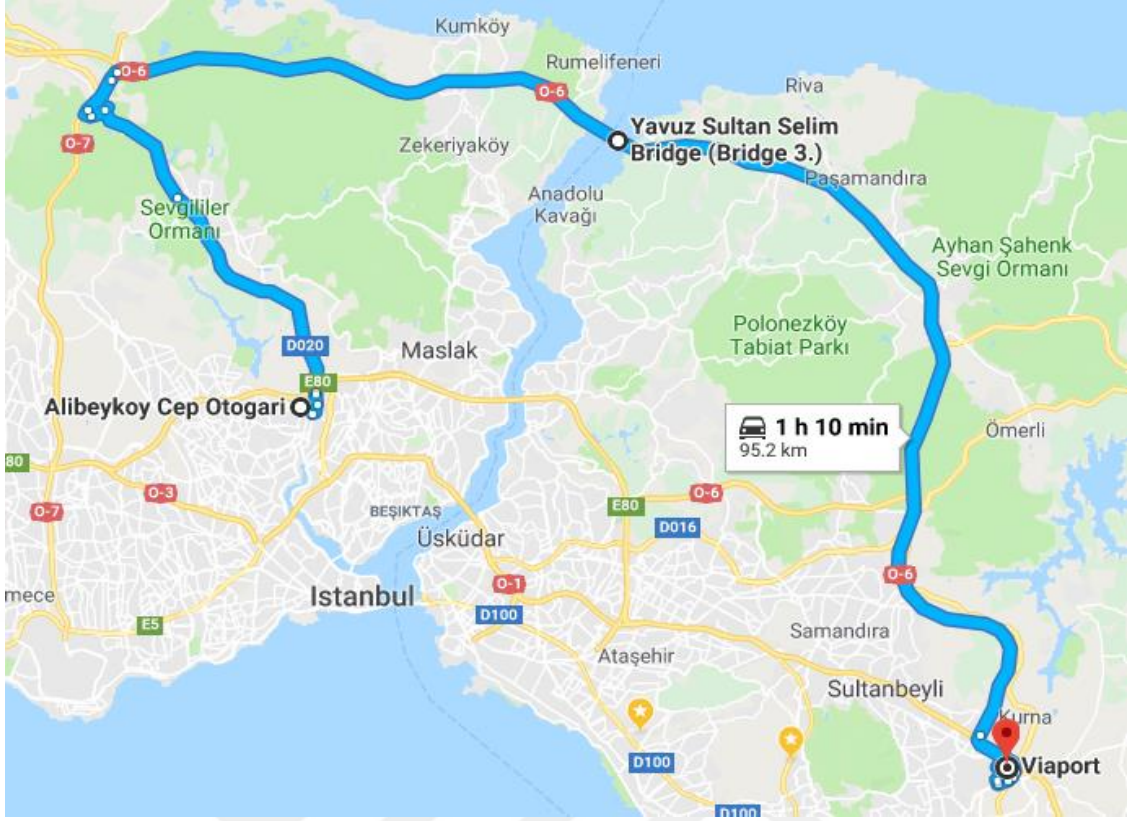 Kumköy
Rumelifeneri
O-6
O-6
Riva
O-7
Zekeriyaköy
Yavuz Sultan Selim
Bridge (Bridge 3.)
Paşamandıra
Anadolu
Kavağı
Sevgililer
Ormanı
Ayhan Şahenk
Sevgi Ormanı
Polonezköy
Tabiat Parkı
D020
Maslak
E80
Alibeykoy Cep Otogari
1 h 10 min
95.2 km
Ömerli
80
O-3
O-6
E80
O-7
BEŞIKTAŞ
D016
Üsküdar
O-6
O-1
mece
Istanbul
D100
E5
Samandıra
Ataşehir
Sultanbeyli
Kurna
D100
Viaport
D100